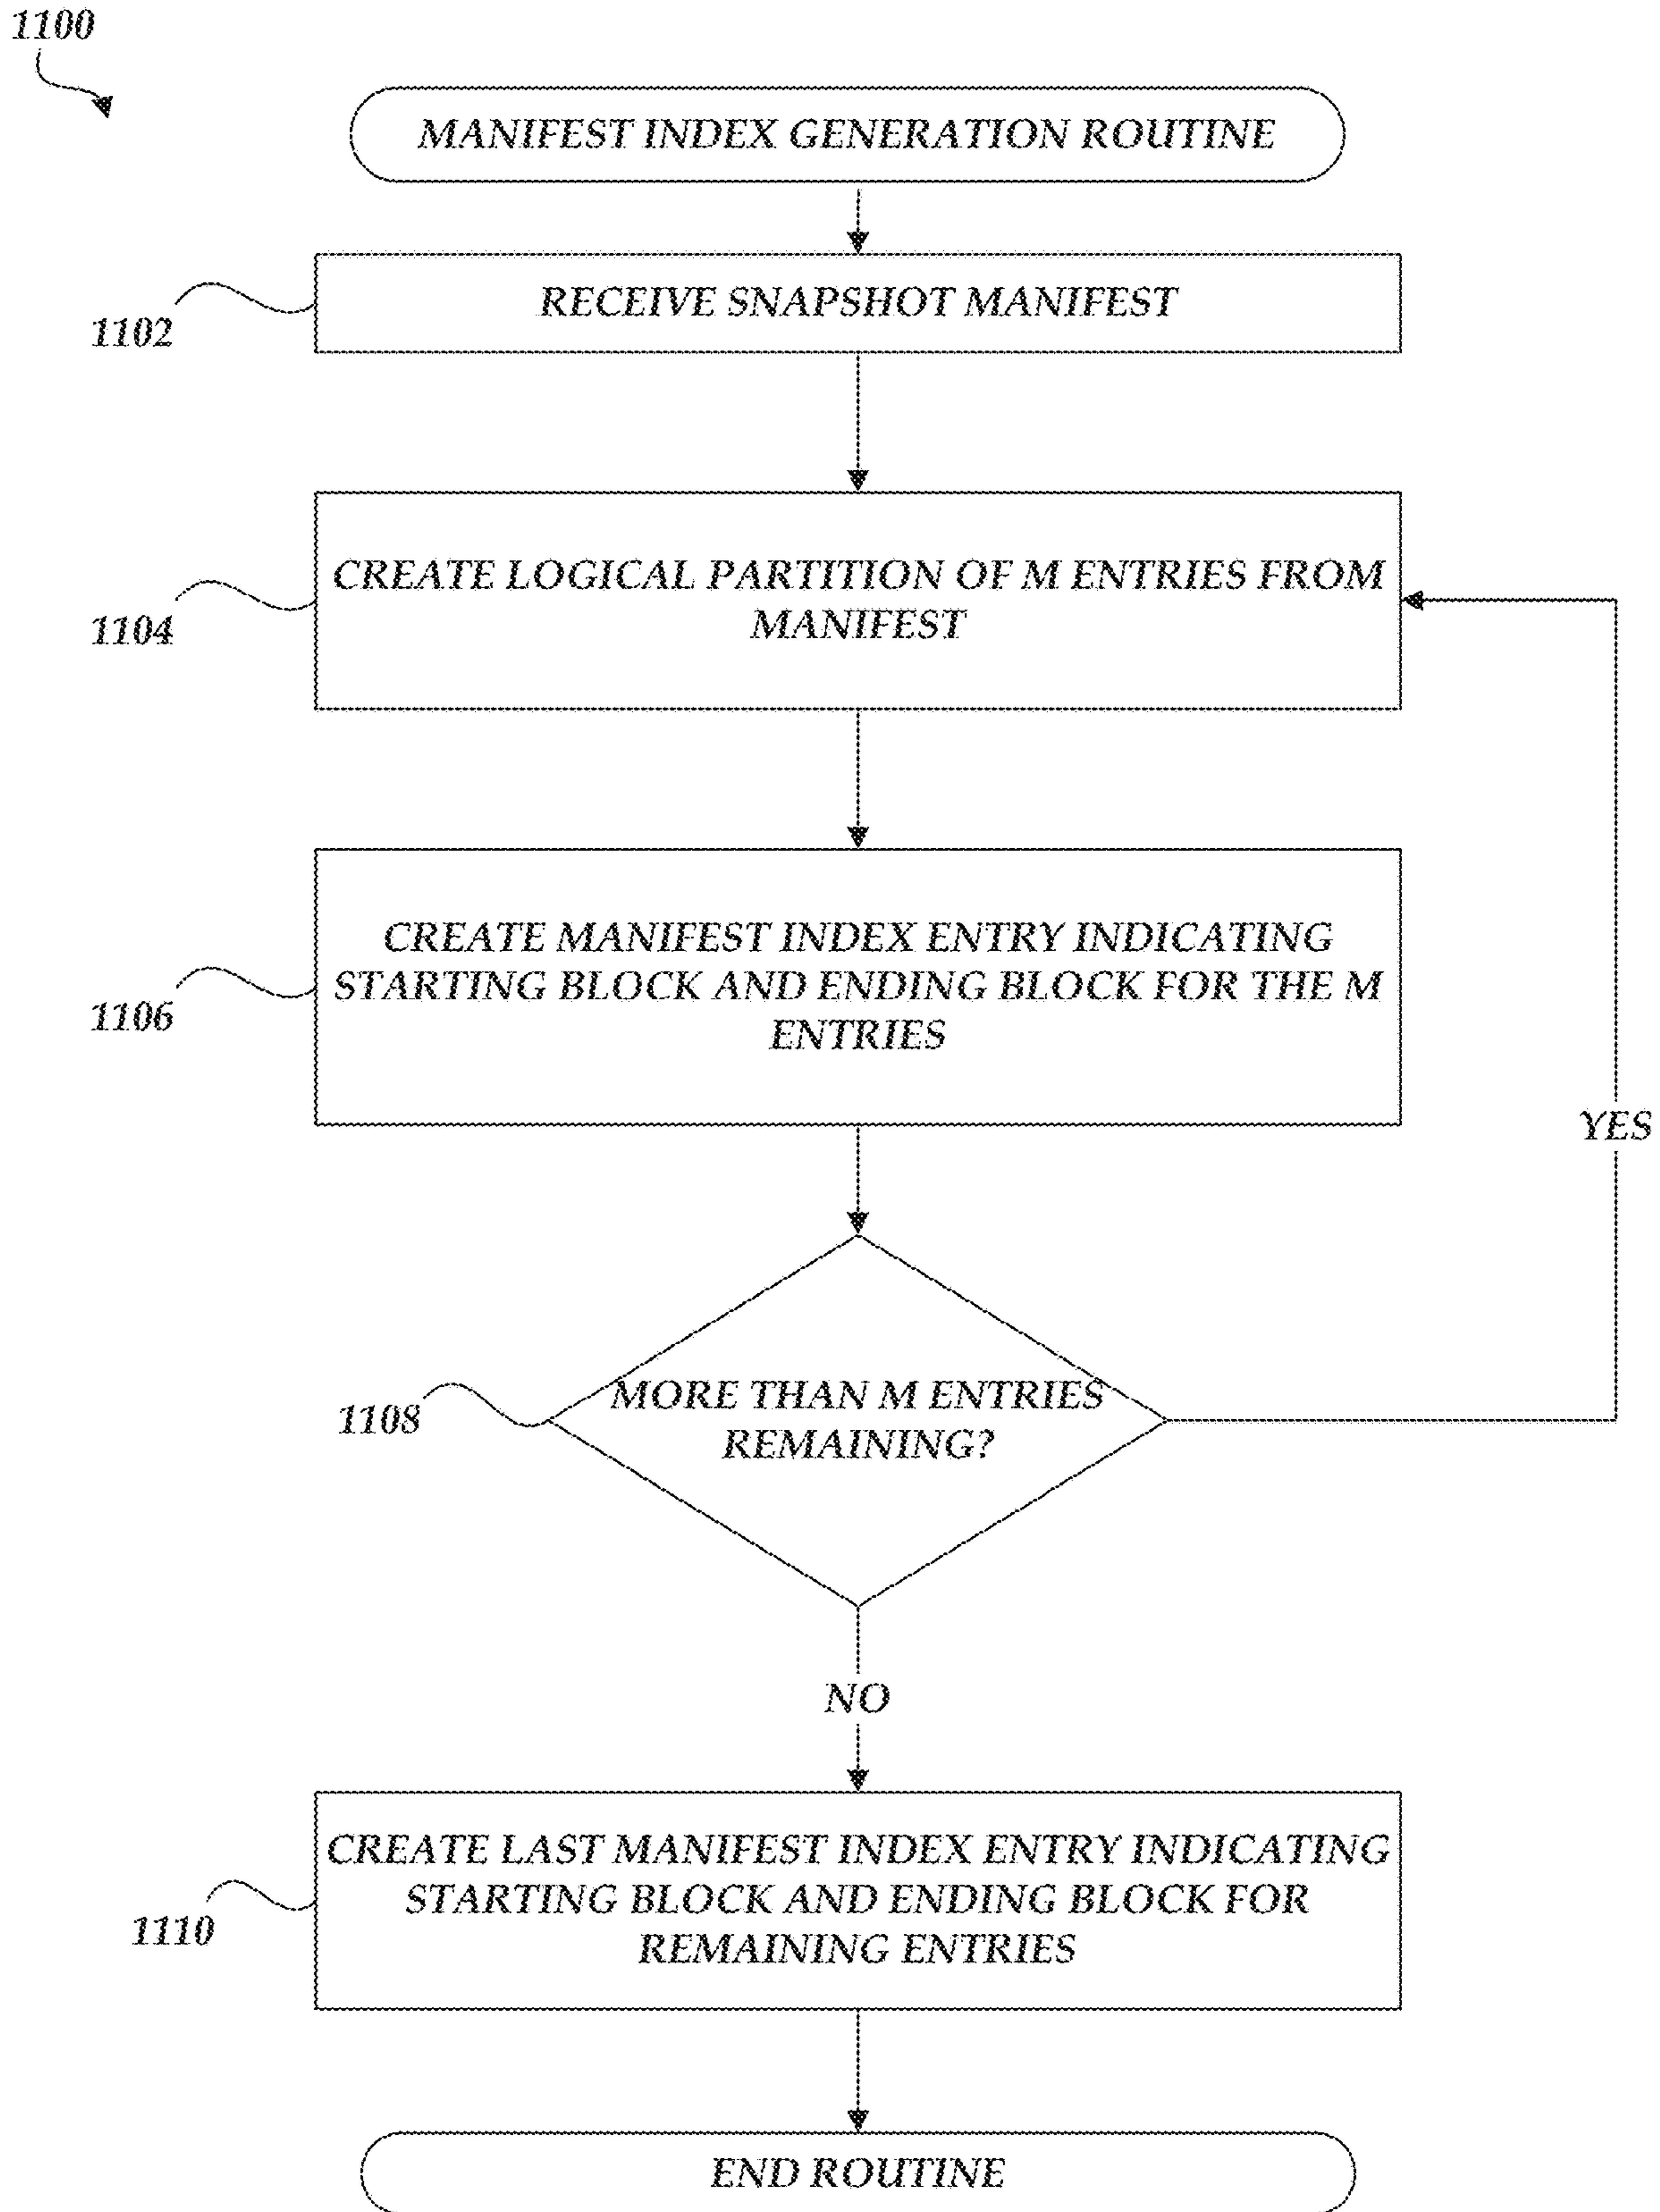 1100
MANIFEST INDEX GENERATION ROUTINE
RECEIVE SNAPSHOT MANIFEST
1102
CREATE LOGICAL PARTITION OF M ENTRIES FROM
MANIFEST
1104
CREATE MANIFEST INDEX ENTRY INDICATING
STARTING BLOCK AND ENDING BLOCK FOR THE M
ENTRIES
1106
YES
MORE THAN M ENTRIES
REMAINING?
1108
NO
CREATE LAST MANIFEST INDEX ENTRY INDICATING
STARTING BLOCK AND ENDING BLOCK FOR
REMAINING ENTRIES
1110
END ROUTINE